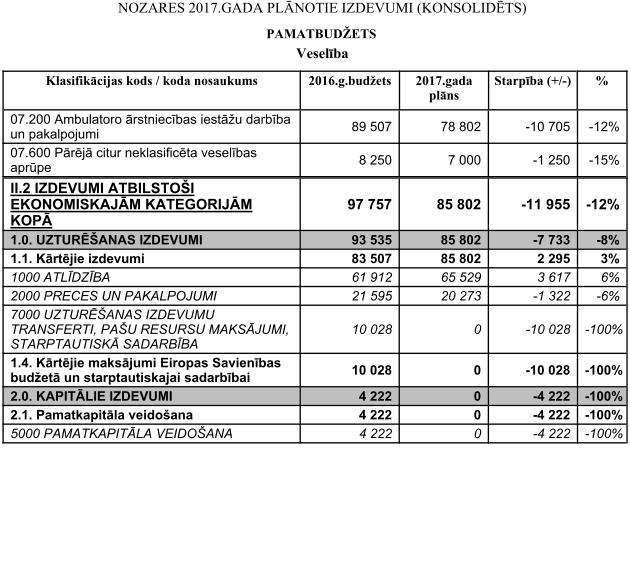 NOZARES 2017.GADA PLĀNOTIE IZDEVUMI (KONSOLIDĒTS)
PAMATBUDŽETS
Veselība
Klasifikācijas kods / koda nosaukums 2016.g.budžets 2017.gada plāns Starpība (+/-) %
07.200 Ambulatoro ārstniecības iestāžu darbība
un pakalpojumi 89 507 78 802 -10 705 -12%
07.600 Pārējā citur neklasificēta veselības
aprūpe 8 250 7 000 -1 250 -15%
II.2 IZDEVUMI ATBILSTOŠI
EKONOMISKAJĀM KATEGORIJĀM
KOPĀ 97 757 85 802 -11 955 -12%
1.0. UZTURĒŠANAS IZDEVUMI 93 535 85 802 -7 733 -8%
1.1. Kārtējie izdevumi 83 507 85 802 2 295 3%
1000 ATLĪDZĪBA 61 912 65 529 3 617 6%
2000 PRECES UN PAKALPOJUMI 21 595 20 273 -1 322 -6%
7000 UZTURĒŠANAS IZDEVUMU
TRANSFERTI, PAŠU RESURSU MAKSĀJUMI,
STARPTAUTISKĀ SADARBĪBA 10 028 0 -10 028 -100%
1.4. Kārtējie maksājumi Eiropas Savienības
budžetā un starptautiskajai sadarbībai 10 028 0 -10 028 -100%
2.0. KAPITĀLIE IZDEVUMI 4 222 0 -4 222 -100%
2.1. Pamatkapitāla veidošana 4 222 0 -4 222 -100%
5000 PAMATKAPITĀLA VEIDOŠANA 4 222 0 -4 222 -100%